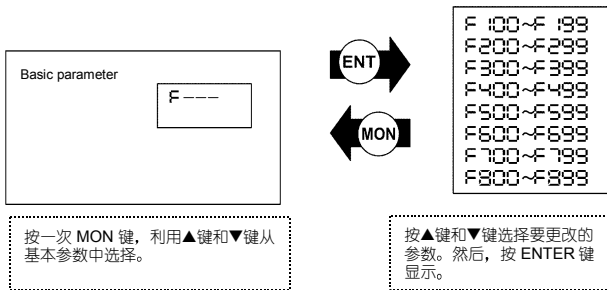 Basic parameter
F---
按一次 MON 键，利用▲键和▼键从
基本参数中选择。
ENT
MON
F100~F199
F200~F299
F300~F399
F400~F499
F500~F599
F600~F699
F700~F799
F800~F899
按▲键和▼键选择要更改的
参数。然后，按 ENTER 键
显示。